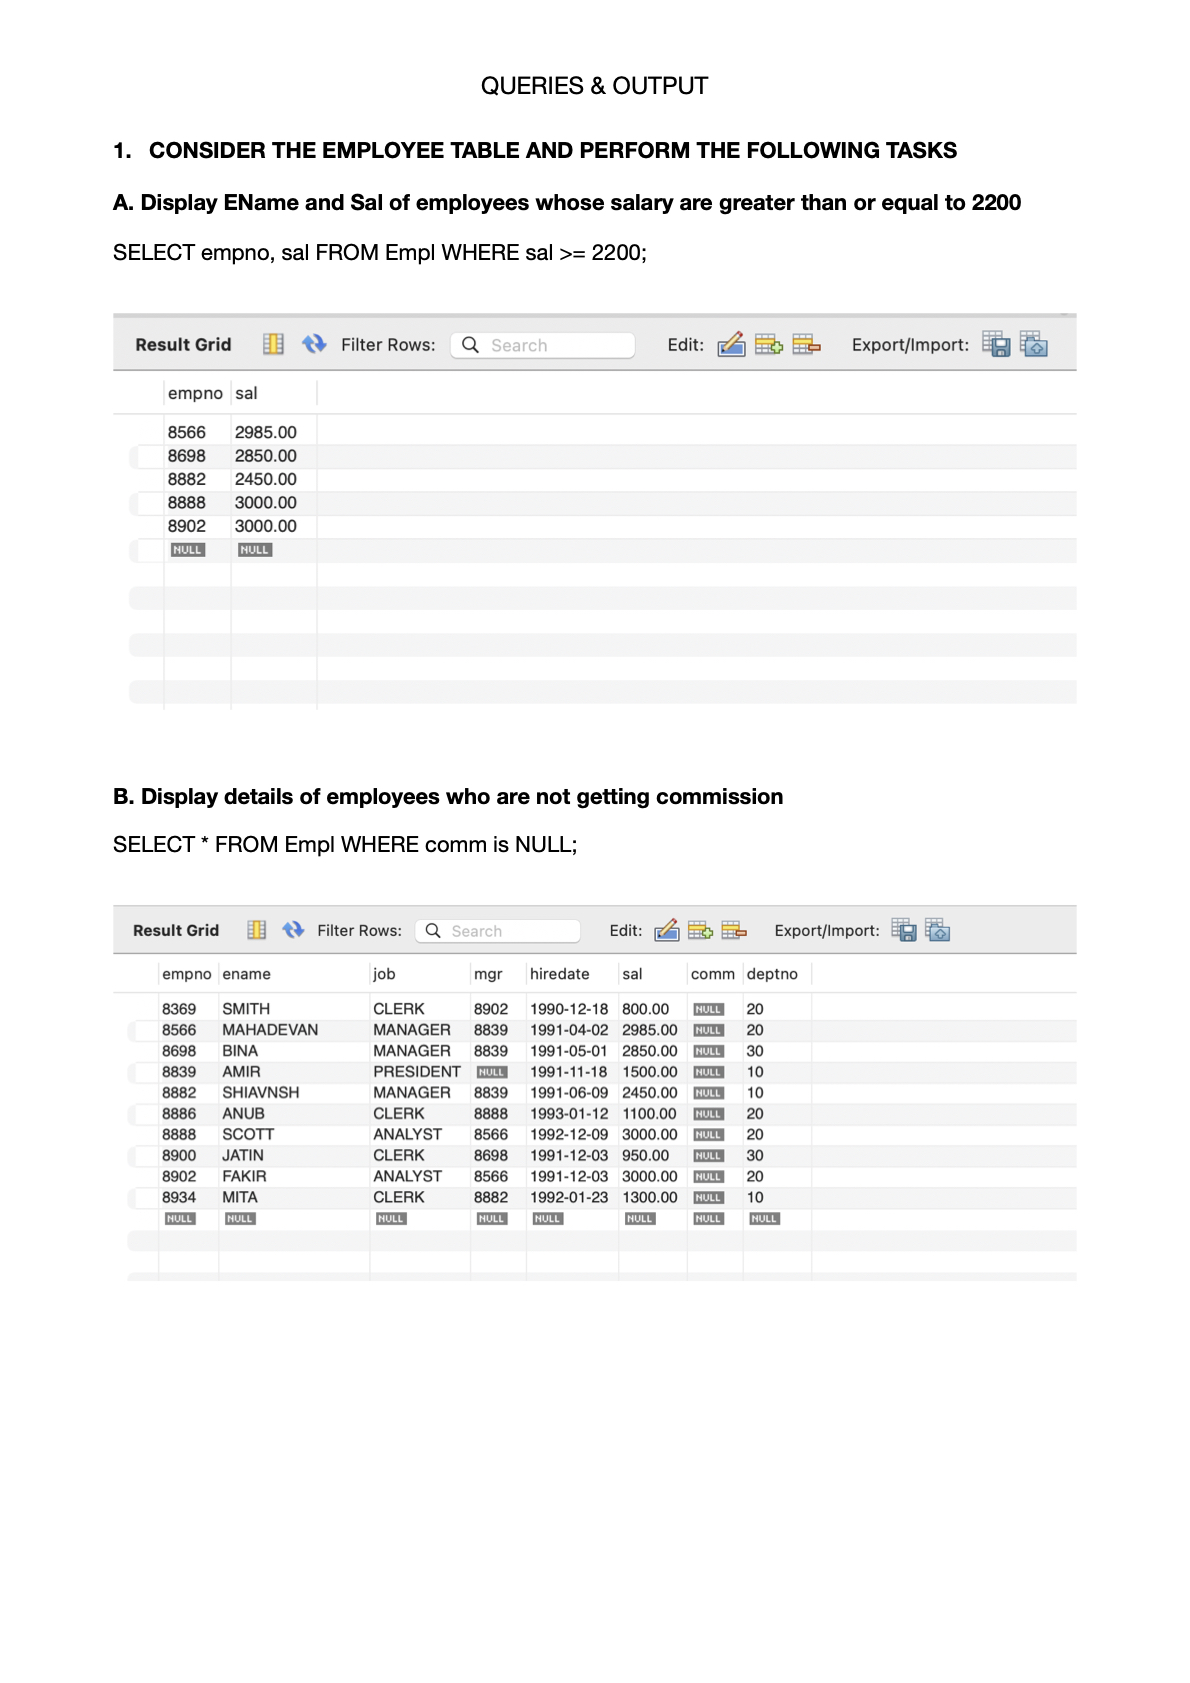 QUERIES & OUTPUT
1. CONSIDER THE EMPLOYEE TABLE AND PERFORM THE FOLLOWING TASKS
A. Display EName and Sal of employees whose salary are greater than or equal to 2200
SELECT empno, sal FROM Empl WHERE sal >= 2200;
Result Grid Filter Rows: Search Edit: Export/Import:
empno sal
8566 2985.00
8698 2850.00
8882 2450.00
8888 3000.00
8902 3000.00
NULL NULL
B. Display details of employees who are not getting commission
SELECT * FROM Empl WHERE comm is NULL;
Result Grid Filter Rows: Search Edit: Export/Import:
empno ename job mgr hiredate sal comm deptno
8369 SMITH CLERK 8902 1990-12-18 800.00 NULL 20
8566 MAHADEVAN MANAGER 8839 1991-04-02 2985.00 NULL 20
8698 BINA MANAGER 8839 1991-05-01 2850.00 NULL 30
8839 AMIR PRESIDENT NULL 1991-11-18 1500.00 NULL 10
8882 SHIAVNSH MANAGER 8839 1991-06-09 2450.00 NULL 10
8886 ANUB CLERK 8888 1993-01-12 1100.00 NULL 20
8888 SCOTT ANALYST 8566 1992-12-09 3000.00 NULL 20
8900 JATIN CLERK 8698 1991-12-03 950.00 NULL 30
8902 FAKIR ANALYST 8566 1991-12-03 3000.00 NULL 20
8934 MITA CLERK 8882 1992-01-23 1300.00 NULL 10
NULL NULL NULL NULL NULL NULL NULL NULL